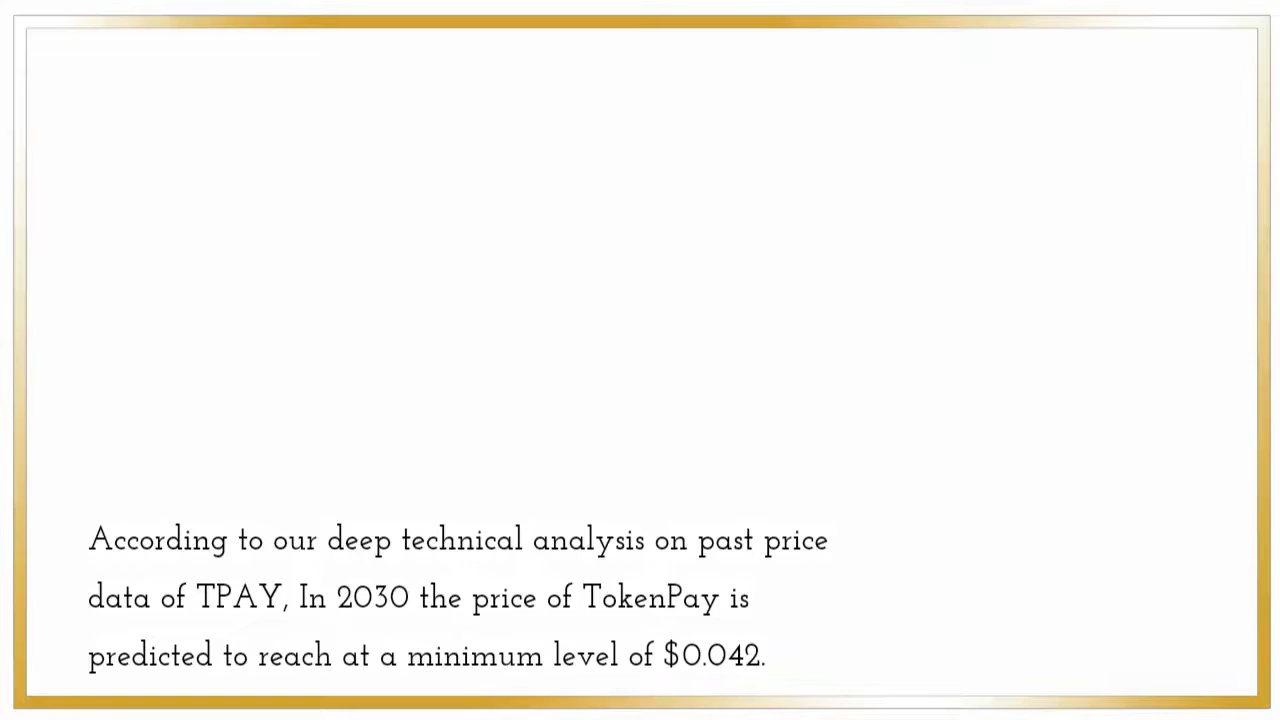 According to our deep technical analysis on past price
data of TPAY, In 2030 the price of TokenPay is
predicted to reach at a minimum level of $0.042.